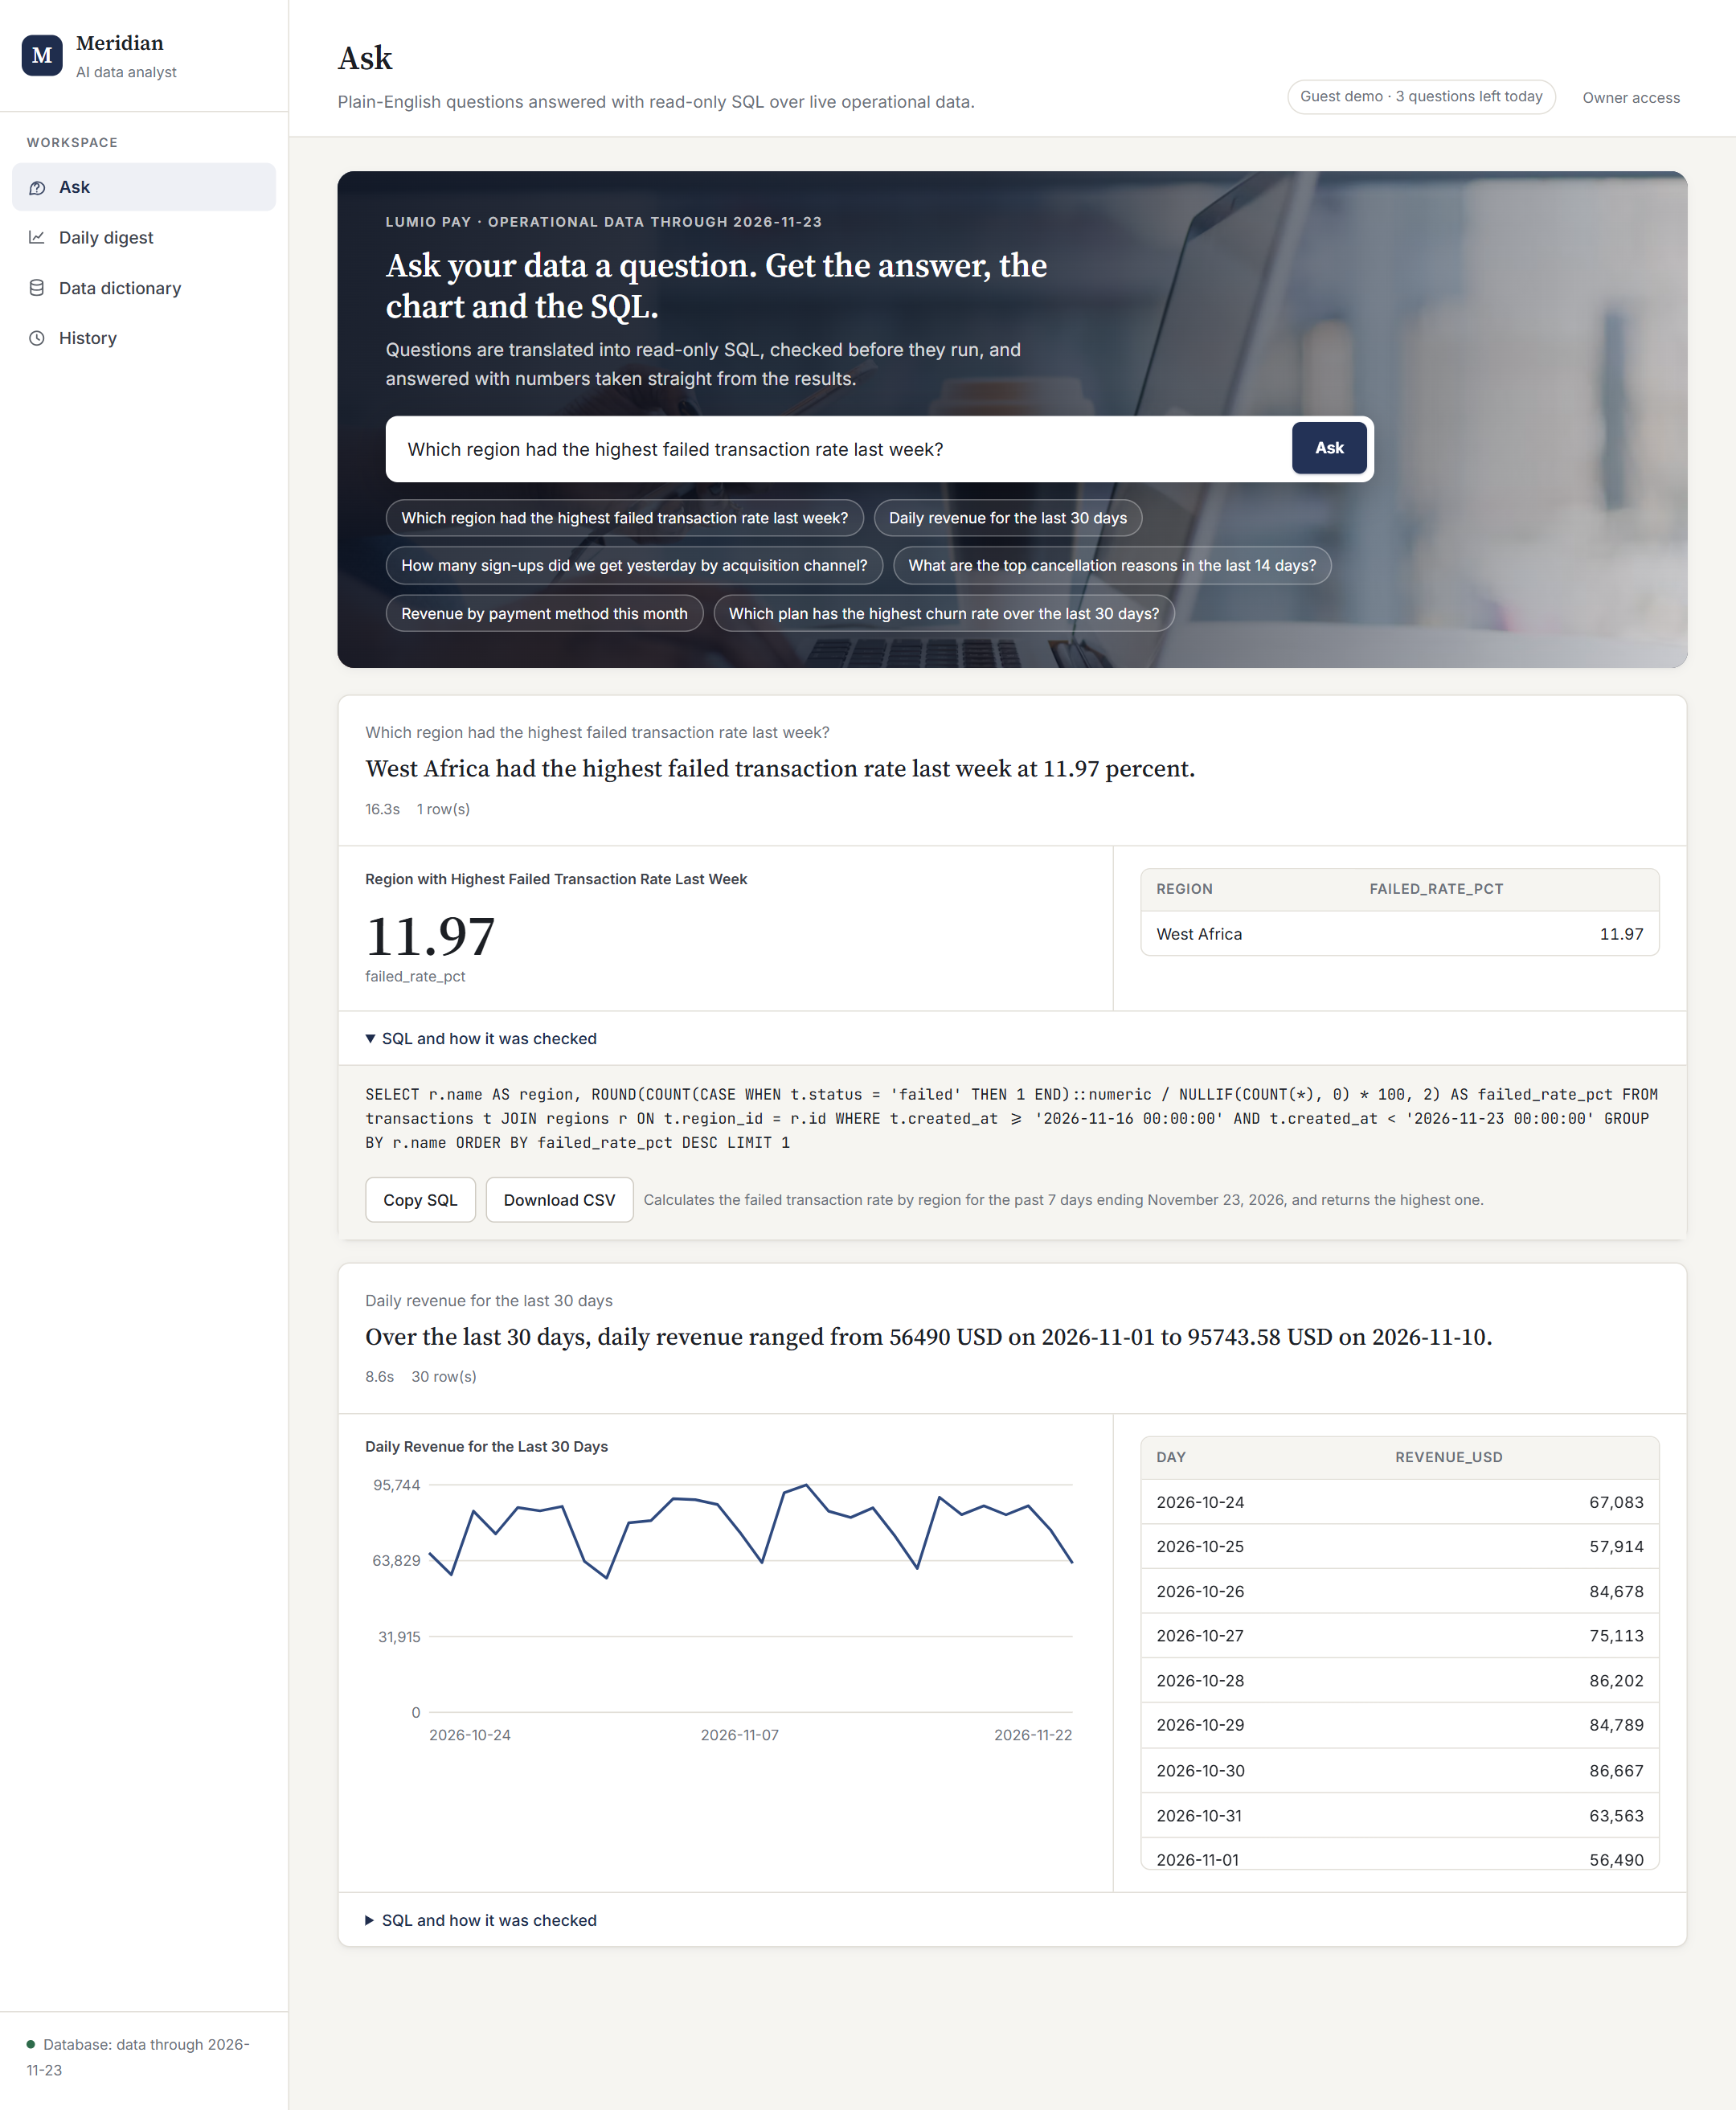 M
Meridian
AI data analyst
WORKSPACE
Ask
Daily digest
Data dictionary
History
Database: data through 2026-
11-23
Ask
Plain-English questions answered with read-only SQL over live operational data.
Guest demo · 3 questions left today
Owner access
LUMIO PAY · OPERATIONAL DATA THROUGH 2026-11-23
Ask your data a question. Get the answer, the
chart and the SQL.
Questions are translated into read-only SQL, checked before they run, and
answered with numbers taken straight from the results.
Which region had the highest failed transaction rate last week?
Ask
Which region had the highest failed transaction rate last week?
Daily revenue for the last 30 days
How many sign-ups did we get yesterday by acquisition channel?
What are the top cancellation reasons in the last 14 days?
Revenue by payment method this month
Which plan has the highest churn rate over the last 30 days?
Which region had the highest failed transaction rate last week?
West Africa had the highest failed transaction rate last week at 11.97 percent.
16.3s 1 row(s)
Region with Highest Failed Transaction Rate Last Week
11.97
failed_rate_pct
REGION FAILED_RATE_PCT
West Africa 11.97
▼ SQL and how it was checked
SELECT r.name AS region, ROUND(COUNT(CASE WHEN t.status = 'failed' THEN 1 END)::numeric / NULLIF(COUNT(*), 0) * 100, 2) AS failed_rate_pct FROM
transactions t JOIN regions r ON t.region_id = r.id WHERE t.created_at >= '2026-11-16 00:00:00' AND t.created_at < '2026-11-23 00:00:00' GROUP
BY r.name ORDER BY failed_rate_pct DESC LIMIT 1
Copy SQL
Download CSV
Calculates the failed transaction rate by region for the past 7 days ending November 23, 2026, and returns the highest one.
Daily revenue for the last 30 days
Over the last 30 days, daily revenue ranged from 56490 USD on 2026-11-01 to 95743.58 USD on 2026-11-10.
8.6s 30 row(s)
Daily Revenue for the Last 30 Days
95,744
63,829
31,915
0
2026-10-24 2026-11-07 2026-11-22
DAY REVENUE_USD
2026-10-24 67,083
2026-10-25 57,914
2026-10-26 84,678
2026-10-27 75,113
2026-10-28 86,202
2026-10-29 84,789
2026-10-30 86,667
2026-10-31 63,563
2026-11-01 56,490
▶ SQL and how it was checked